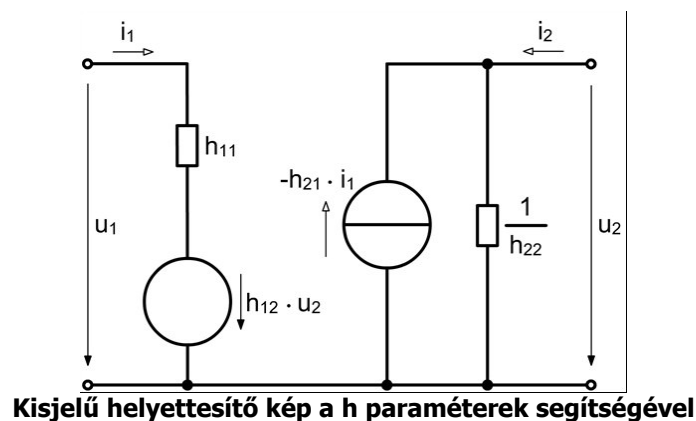 i₁
i₂
h₁₁
-h₂₁ · i₁
u₁
1
h₂₂
u₂
h₁₂ · u₂
Kisjelű helyettesítő kép a h paraméterek segítségével